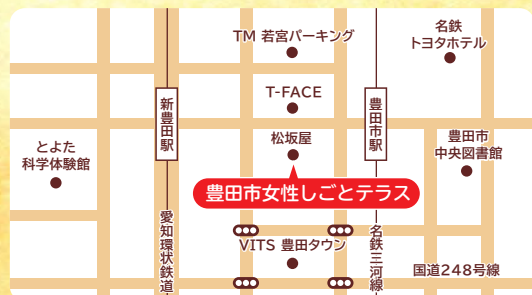 TM 若宮パーキング
名鉄
トヨタホテル
T-FACE
新豊田駅
豊田市駅
松坂屋
とよた
科学体験館
豊田市
中央図書館
豊田市女性しごとテラス
愛知環状鉄道
名鉄三河線
VITS 豊田タウン
国道248号線